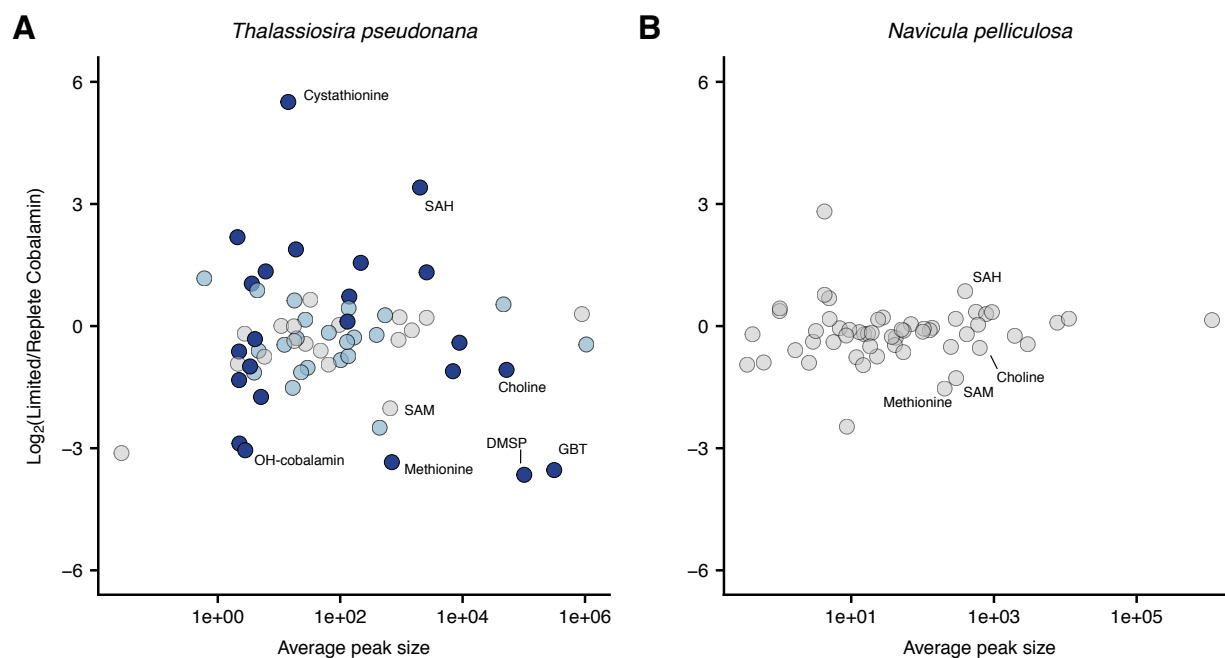 A
Thalassiosira pseudonana
6
3
0
−3
−6
Log2(Limited/Replete Cobalamin)
Cystathionine
SAH
Choline
SAM
DMSP
GBT
OH-cobalamin
Methionine
1e+00
1e+02
1e+04
1e+06
Average peak size
B
Navicula pelliculosa
6
3
0
−3
−6
SAH
Choline
SAM
Methionine
1e+01
1e+03
1e+05
Average peak size